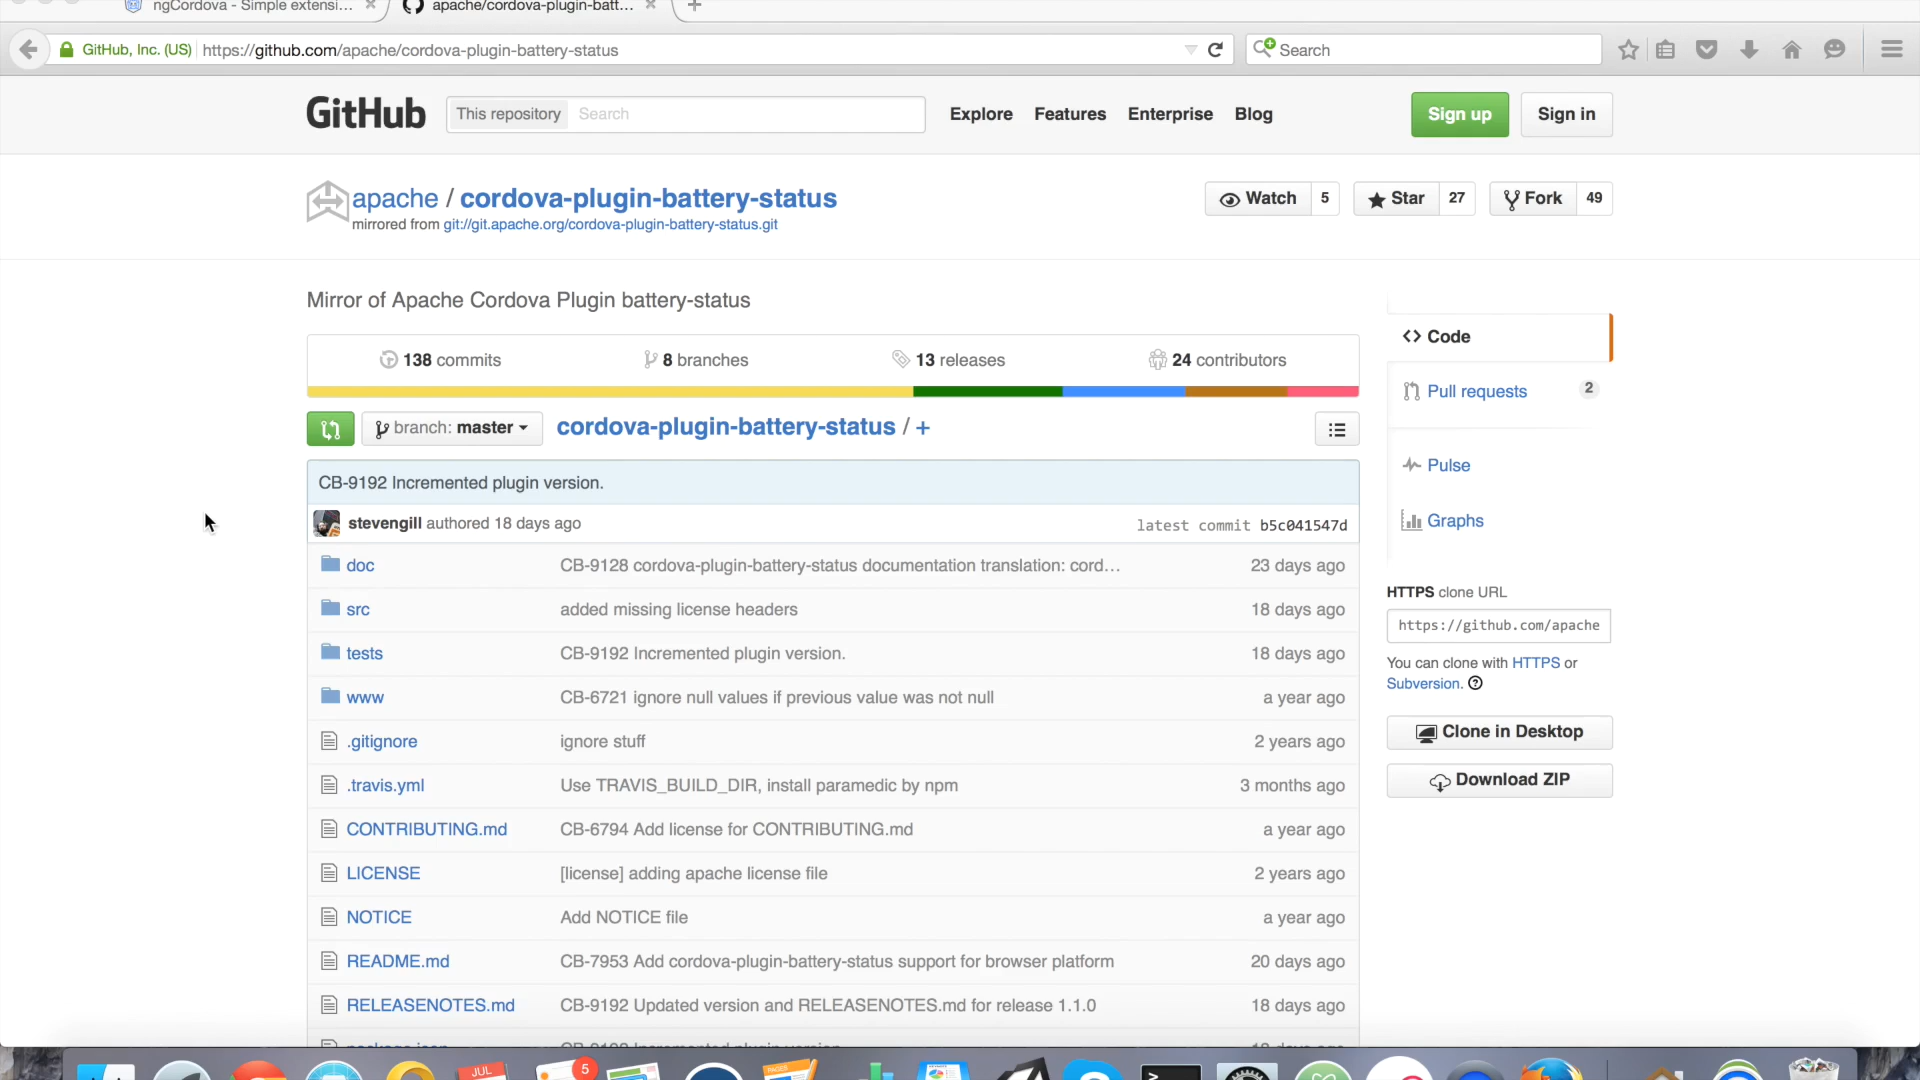 ngCordova - Simple extensi...
apache/cordova-plugin-batt...
GitHub, Inc. (US)
https://github.com/apache/cordova-plugin-battery-status
Search
GitHub
This repository
Search
Explore
Features
Enterprise
Blog
Sign up
Sign in
apache / cordova-plugin-battery-status
mirrored from git://git.apache.org/cordova-plugin-battery-status.git
Watch 5
Star 27
Fork 49
Mirror of Apache Cordova Plugin battery-status
138 commits
8 branches
13 releases
24 contributors
branch: master
cordova-plugin-battery-status / +
CB-9192 Incremented plugin version.
stevengill authored 18 days ago
latest commit b5c041547d
doc CB-9128 cordova-plugin-battery-status documentation translation: cord... 23 days ago
src added missing license headers 18 days ago
tests CB-9192 Incremented plugin version. 18 days ago
www CB-6721 ignore null values if previous value was not null a year ago
.gitignore ignore stuff 2 years ago
.travis.yml Use TRAVIS_BUILD_DIR, install paramedic by npm 3 months ago
CONTRIBUTING.md CB-6794 Add license for CONTRIBUTING.md a year ago
LICENSE [license] adding apache license file 2 years ago
NOTICE Add NOTICE file a year ago
README.md CB-7953 Add cordova-plugin-battery-status support for browser platform 20 days ago
RELEASENOTES.md CB-9192 Updated version and RELEASENOTES.md for release 1.1.0 18 days ago
Code
Pull requests 2
Pulse
Graphs
HTTPS clone URL
https://github.com/apache
You can clone with HTTPS or
Subversion.
Clone in Desktop
Download ZIP
JUL
5
PAGES